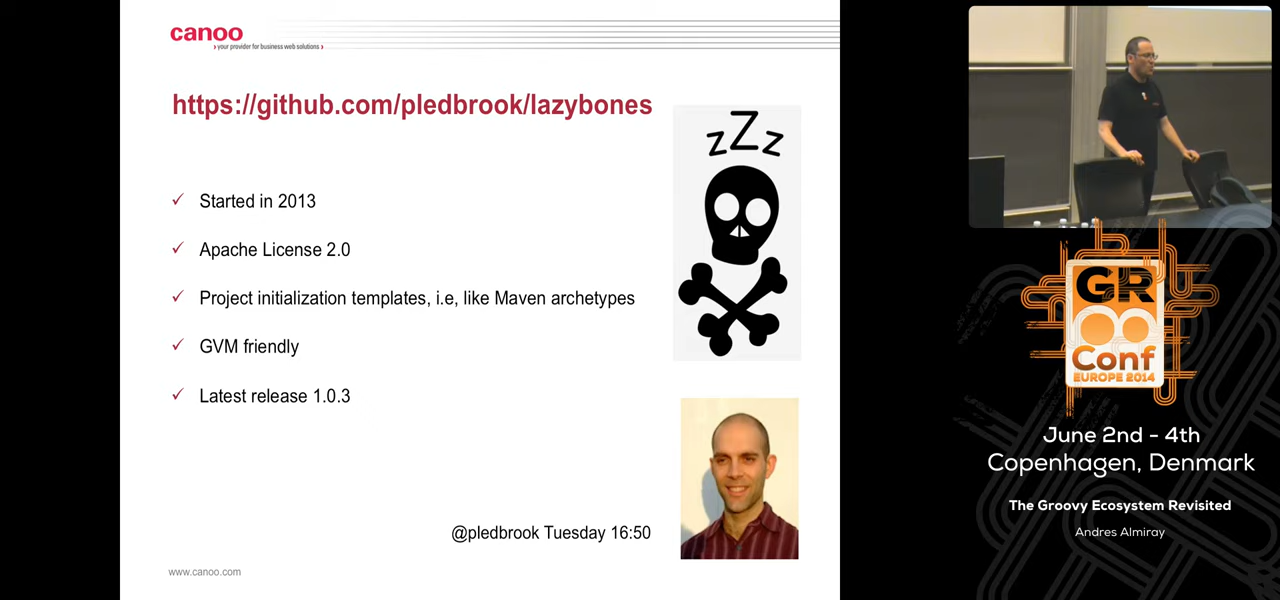 canoo
› your provider for business web solutions ›
https://github.com/pledbrook/lazybones
zZz
✓ Started in 2013
✓ Apache License 2.0
✓ Project initialization templates, i.e, like Maven archetypes
✓ GVM friendly
✓ Latest release 1.0.3
@pledbrook Tuesday 16:50
www.canoo.com
GR
Conf
EUROPE 2014
June 2nd - 4th
Copenhagen, Denmark
The Groovy Ecosystem Revisited
Andres Almiray